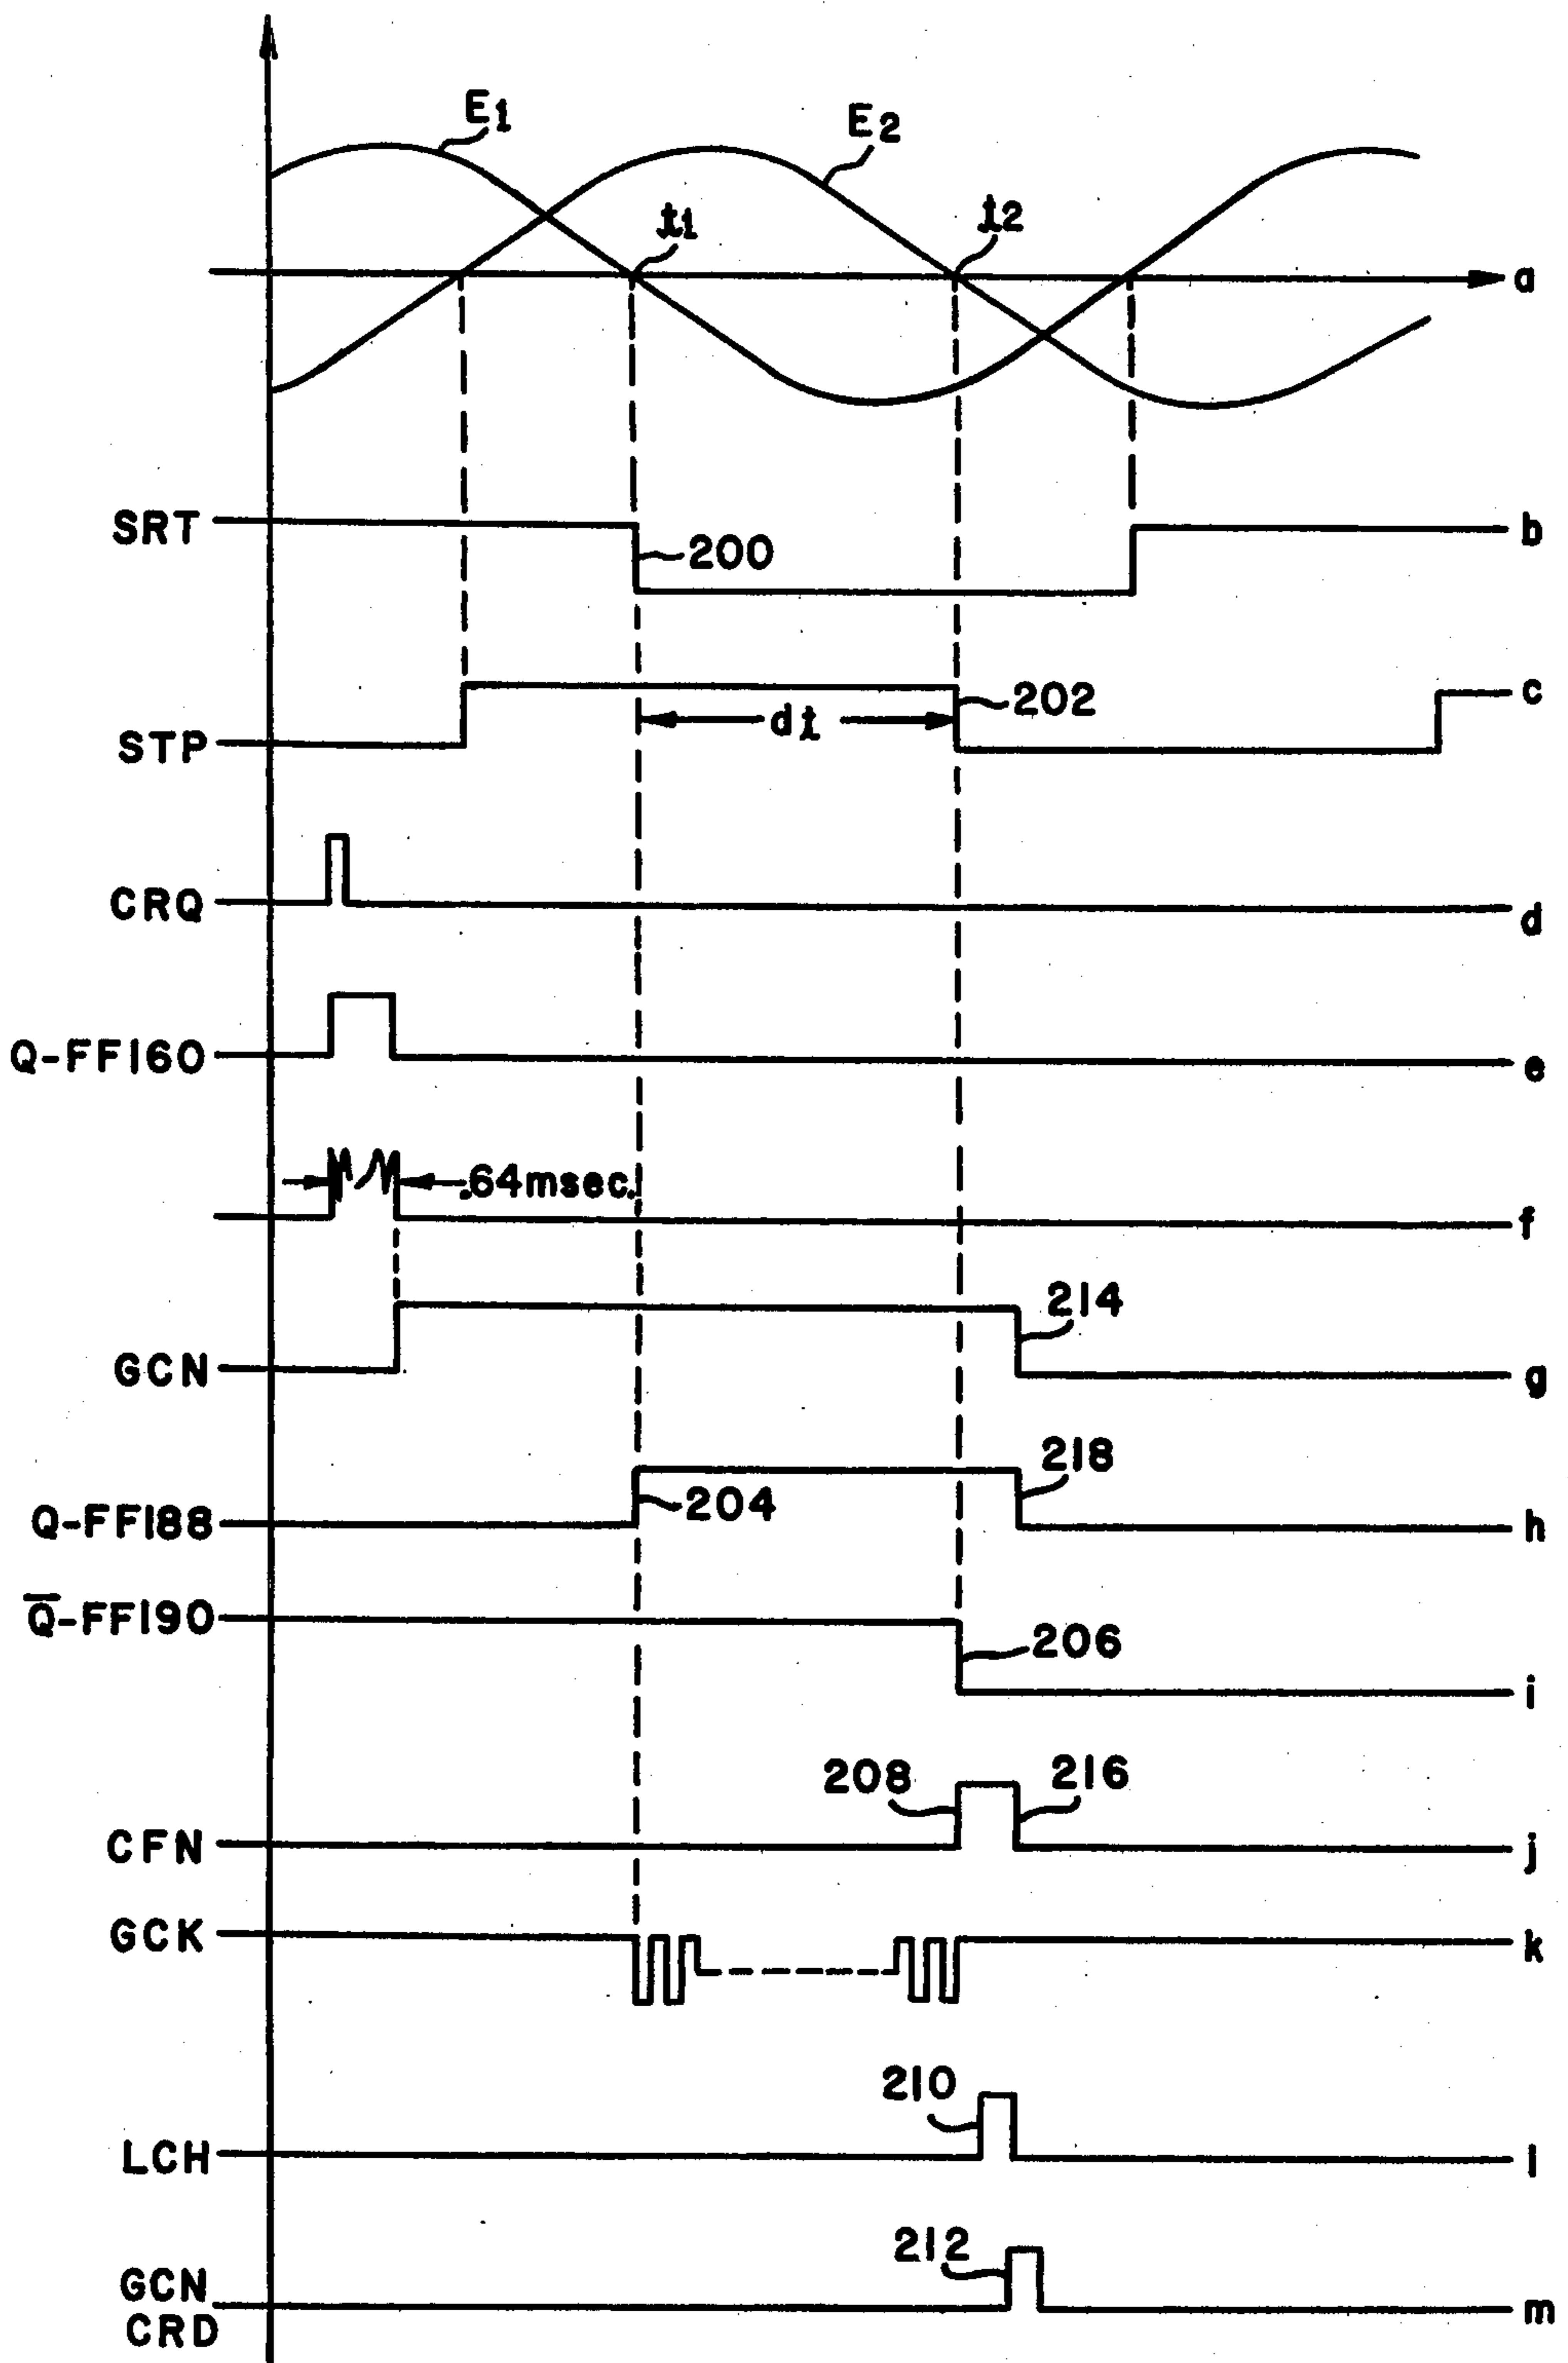 E1
E2
t1
t2
a
SRT
200
b
STP
dt
202
c
CRQ
d
Q-FF160
e
.64msec.
f
GCN
214
g
Q-FF188
204
218
h
Q̅-FF190
206
i
CFN
208
216
j
GCK
k
LCH
210
l
GCN
CRD
212
m